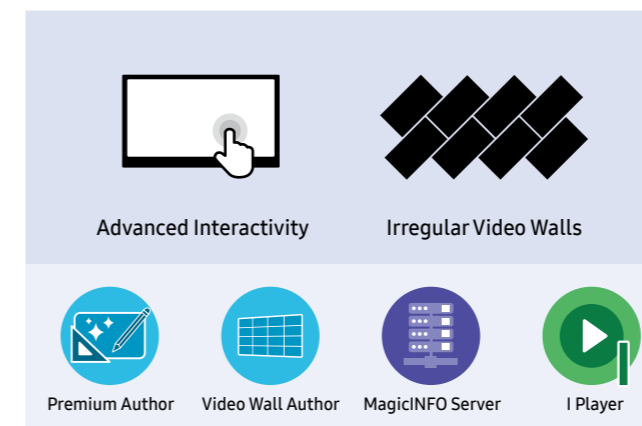 Advanced Interactivity
Irregular Video Walls
Premium Author
Video Wall Author
MagicINFO Server
I Player